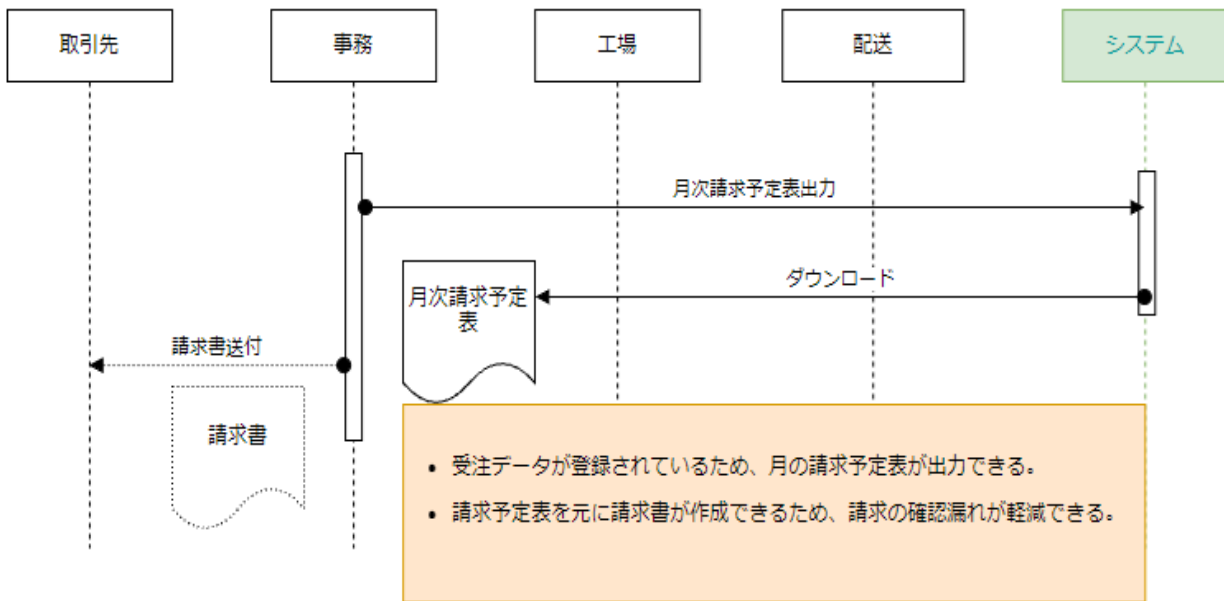 取引先
事務
工場
配送
システム
月次請求予定表出力
ダウンロード
月次請求予定
表
請求書送付
請求書
• 受注データが登録されているため、月の請求予定表が出力できる。
• 請求予定表を元に請求書が作成できるため、請求の確認漏れが軽減できる。